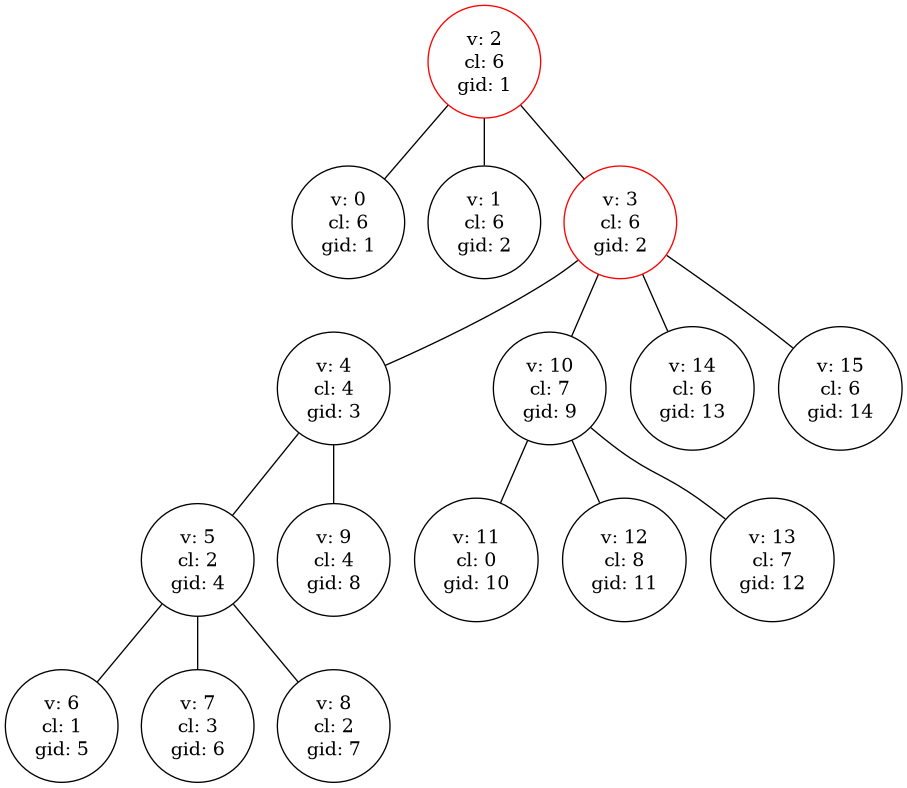 v: 2
cl: 6
gid: 1
v: 0
cl: 6
gid: 1
v: 1
cl: 6
gid: 2
v: 3
cl: 6
gid: 2
v: 4
cl: 4
gid: 3
v: 10
cl: 7
gid: 9
v: 14
cl: 6
gid: 13
v: 15
cl: 6
gid: 14
v: 5
cl: 2
gid: 4
v: 9
cl: 4
gid: 8
v: 11
cl: 0
gid: 10
v: 12
cl: 8
gid: 11
v: 13
cl: 7
gid: 12
v: 6
cl: 1
gid: 5
v: 7
cl: 3
gid: 6
v: 8
cl: 2
gid: 7